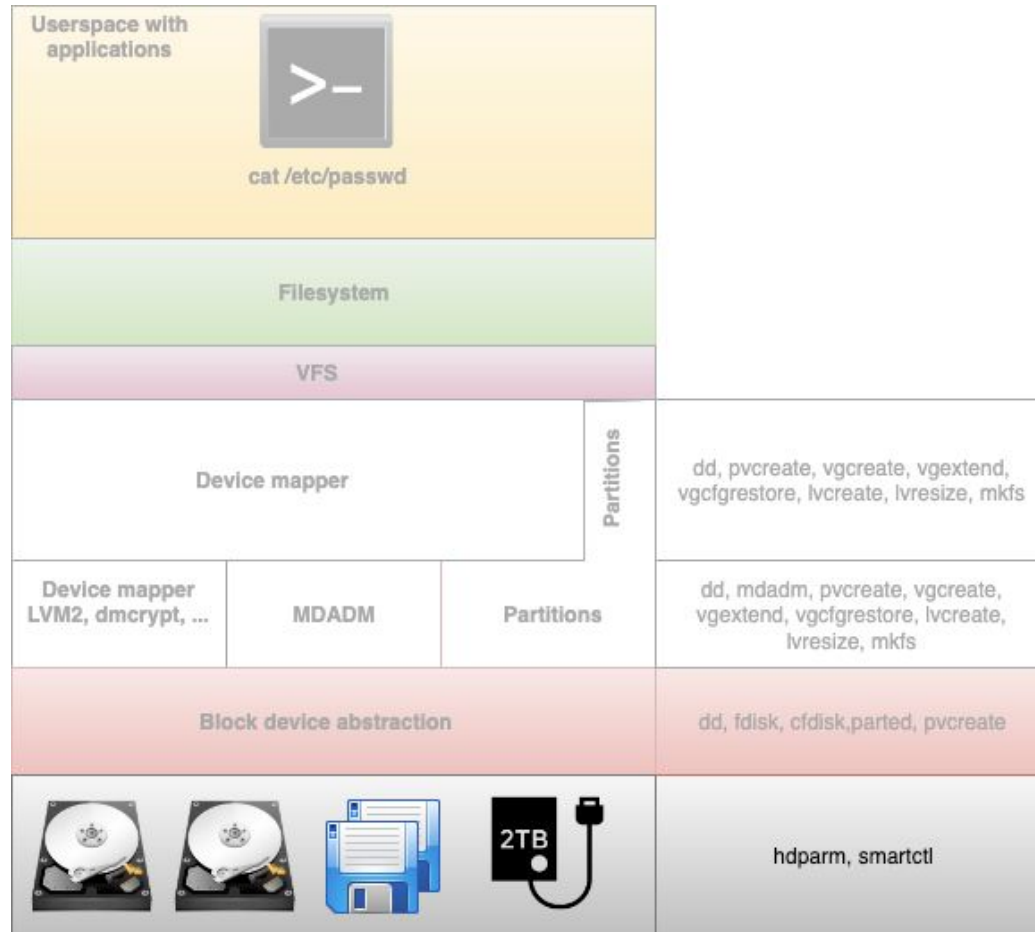 Userspace with
applications
>-
cat /etc/passwd
Filesystem
VFS
Device mapper
Partitions
dd, pvcreate, vgcreate, vgextend,
vgcfgrestore, lvcreate, lvresize, mkfs
Device mapper
LVM2, dmcrypt, ...
MDADM
Partitions
dd, mdadm, pvcreate, vgcreate,
vgextend, vgcfgrestore, lvcreate,
lvresize, mkfs
Block device abstraction
dd, fdisk, cfdisk,parted, pvcreate
2TB
hdparm, smartctl